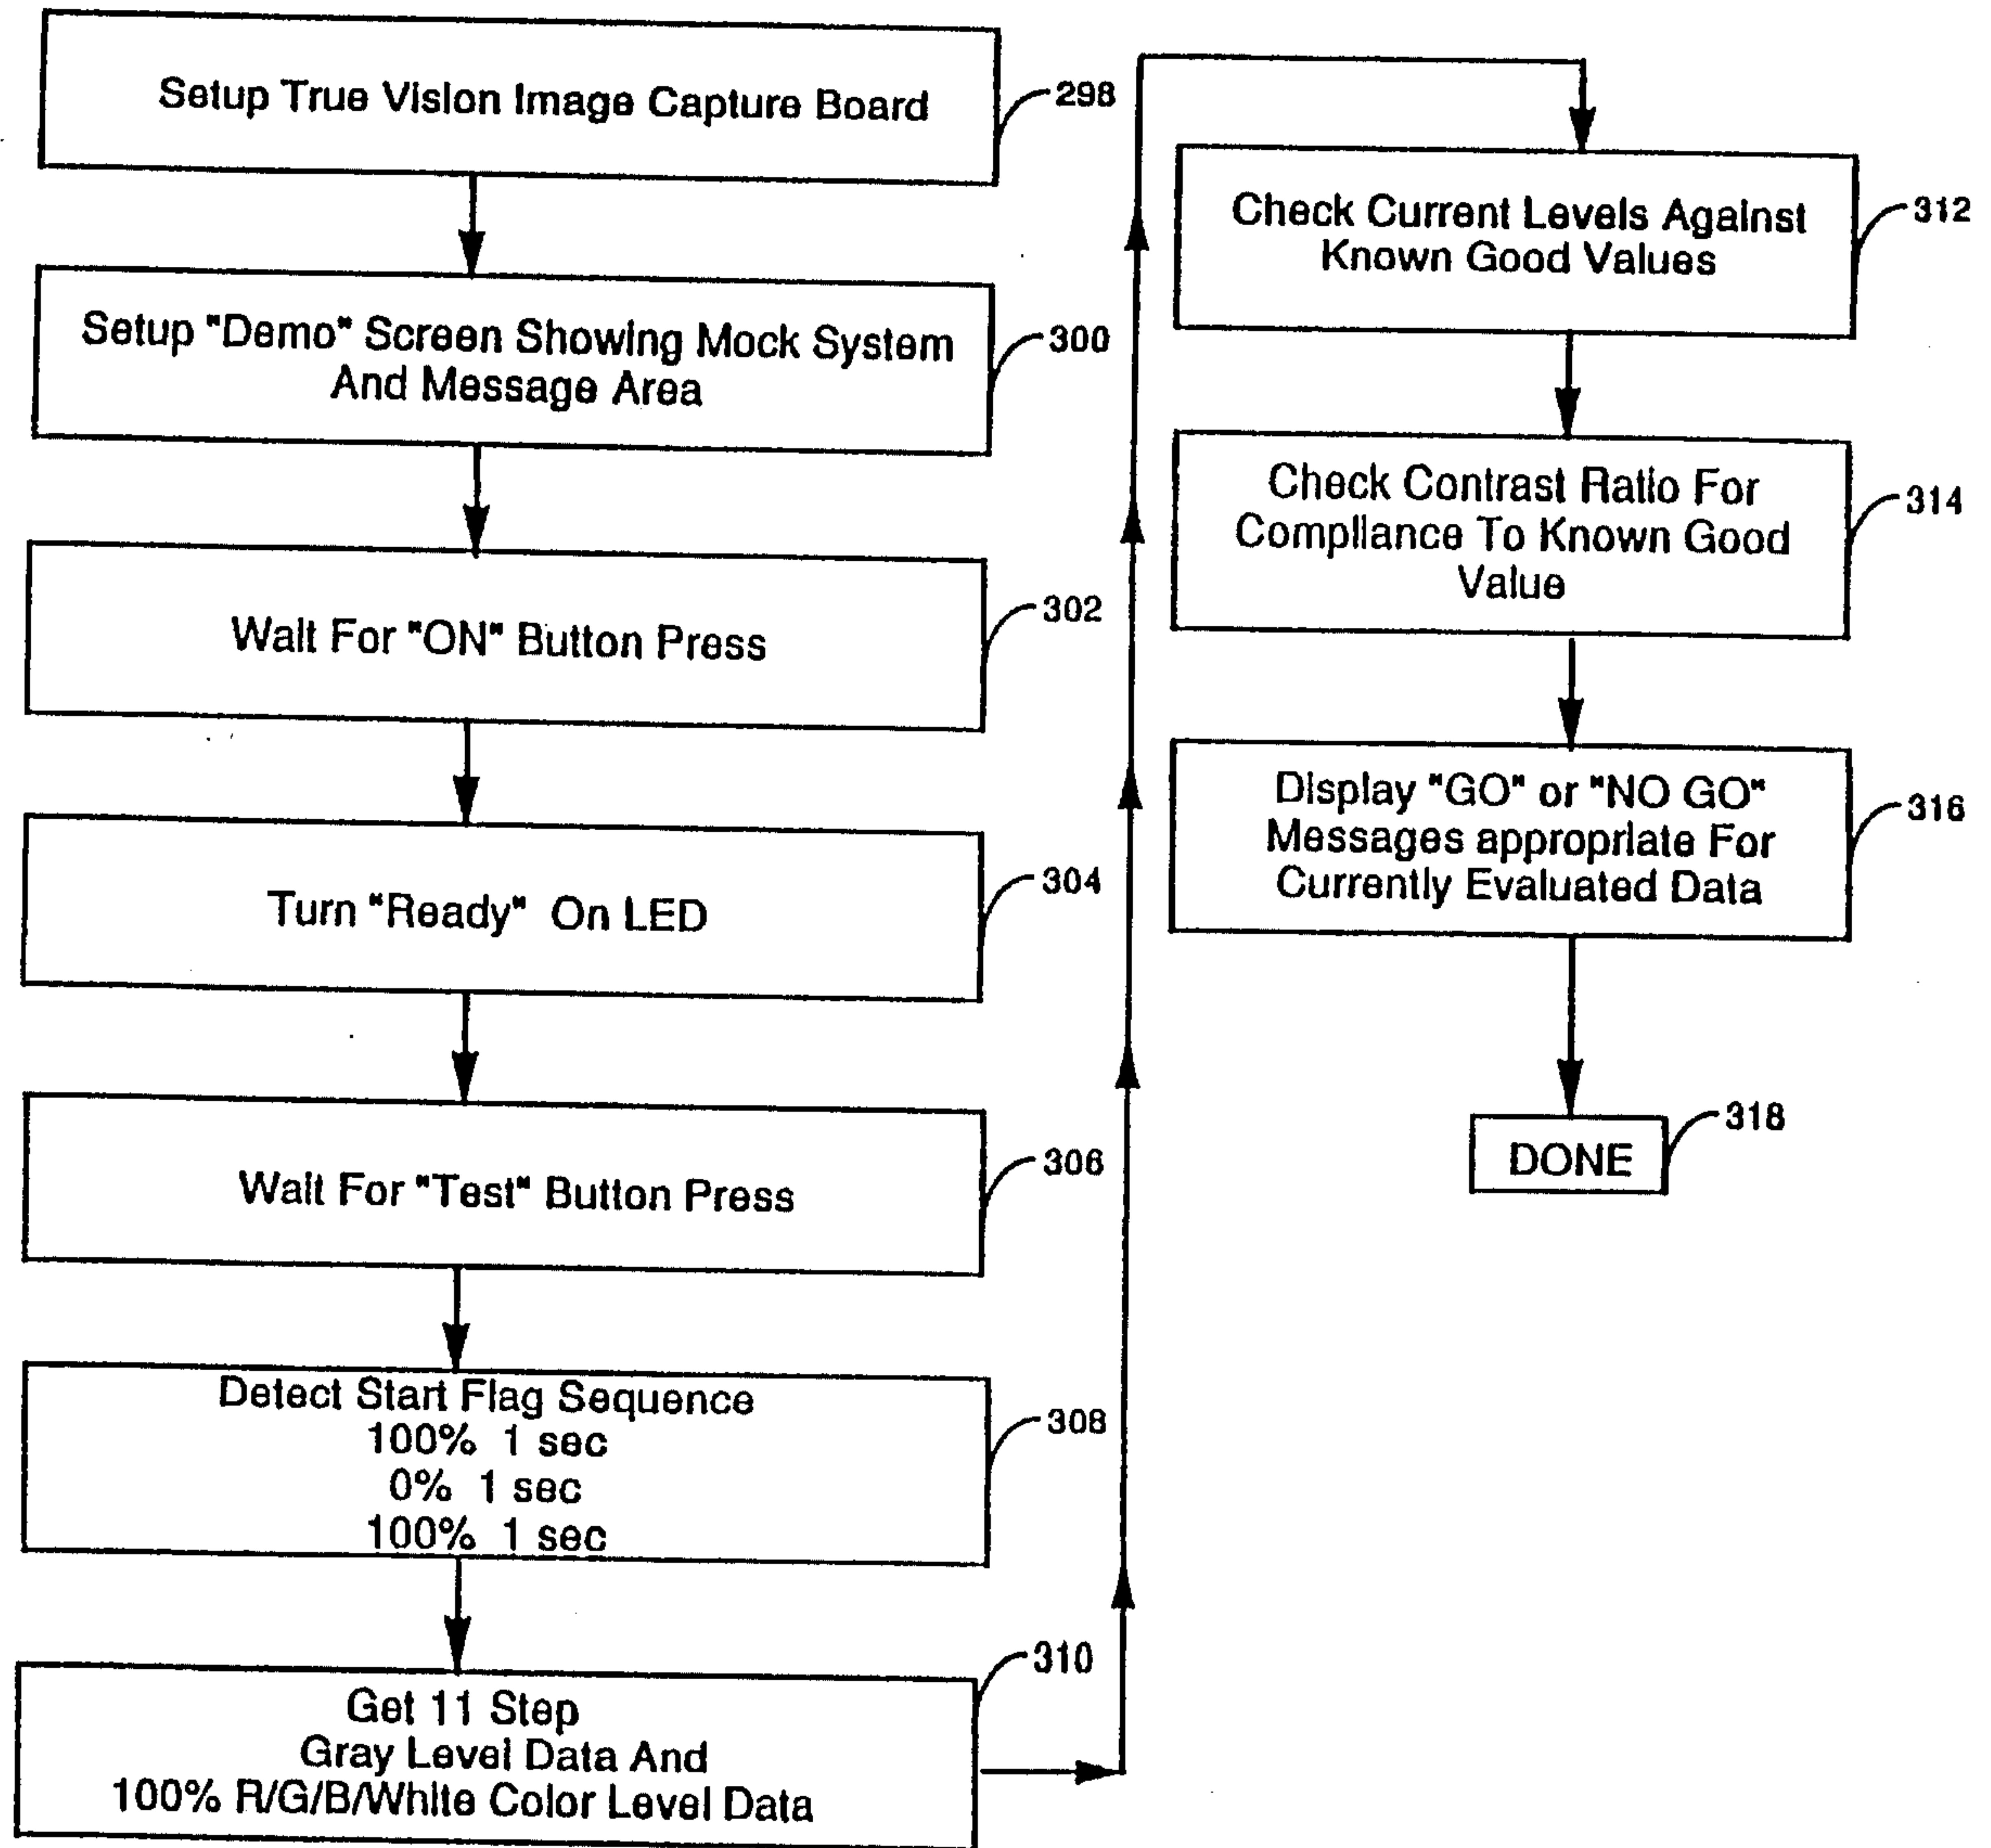 Setup True Vision Image Capture Board
298
Setup "Demo" Screen Showing Mock System
And Message Area
300
Wait For "ON" Button Press
302
Turn "Ready" On LED
304
Wait For "Test" Button Press
306
Detect Start Flag Sequence
100% 1 sec
0% 1 sec
100% 1 sec
308
Get 11 Step
Gray Level Data And
100% R/G/B/White Color Level Data
310
Check Current Levels Against
Known Good Values
312
Check Contrast Ratio For
Compliance To Known Good
Value
314
Display "GO" or "NO GO"
Messages appropriate For
Currently Evaluated Data
316
DONE
318